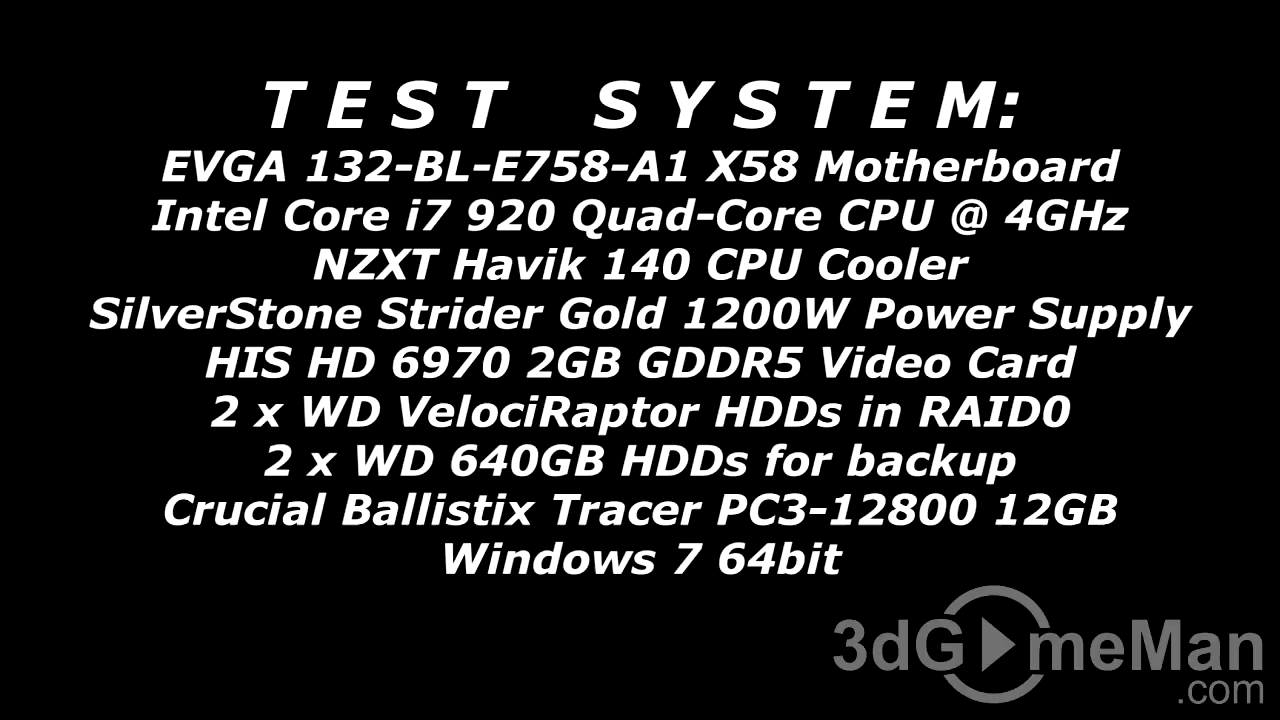 TEST SYSTEM:
EVGA 132-BL-E758-A1 X58 Motherboard
Intel Core i7 920 Quad-Core CPU @ 4GHz
NZXT Havik 140 CPU Cooler
SilverStone Strider Gold 1200W Power Supply
HIS HD 6970 2GB GDDR5 Video Card
2 x WD VelociRaptor HDDs in RAID0
2 x WD 640GB HDDs for backup
Crucial Ballistix Tracer PC3-12800 12GB
Windows 7 64bit
3dGameMan
.com